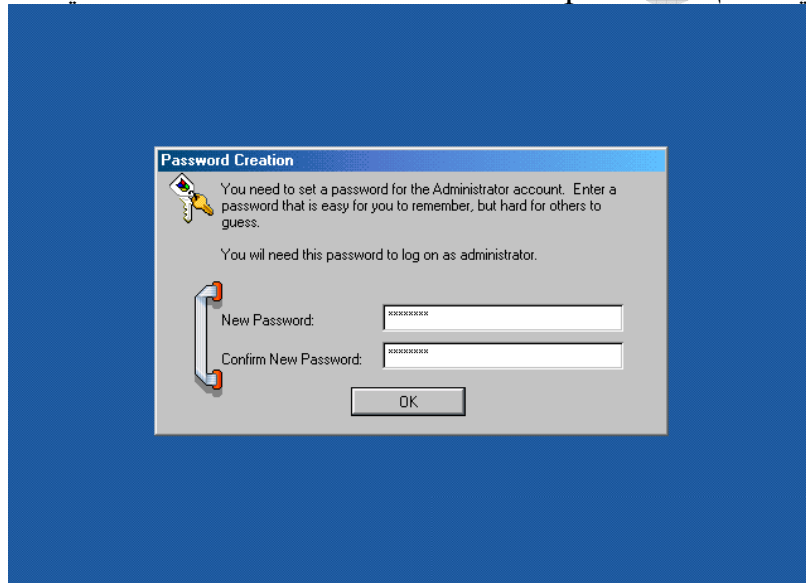 Password Creation
You need to set a password for the Administrator account. Enter a
password that is easy for you to remember, but hard for others to
guess.
You wil need this password to log on as administrator.
New Password: ××××××××
Confirm New Password: ××××××××
OK